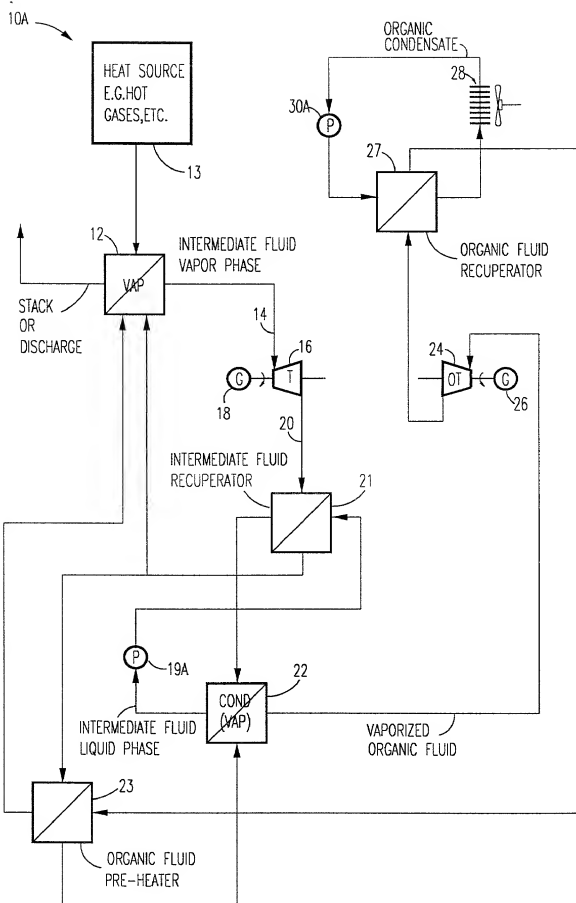 10A
HEAT SOURCE
E.G.HOT
GASES,ETC.
13
ORGANIC
CONDENSATE
28
30A
P
27
ORGANIC FLUID
RECUPERATOR
12
VAP
INTERMEDIATE FLUID
VAPOR PHASE
STACK
OR
DISCHARGE
14
16
G
T
18
24
OT
G
26
20
INTERMEDIATE FLUID
RECUPERATOR
21
P
19A
COND
(VAP)
22
INTERMEDIATE FLUID
LIQUID PHASE
VAPORIZED
ORGANIC FLUID
23
ORGANIC FLUID
PRE-HEATER